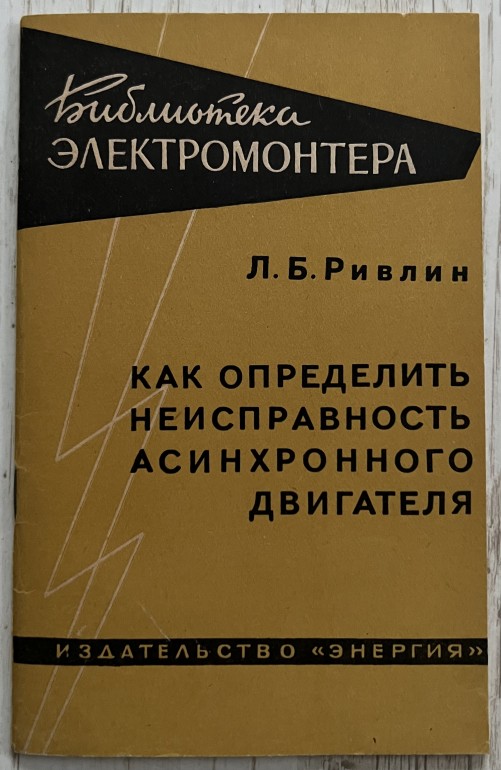 Библиотека
ЭЛЕКТРОМОНТЕРА
Л. Б. Ривлин
КАК ОПРЕДЕЛИТЬ
НЕИСПРАВНОСТЬ
АСИНХРОННОГО
ДВИГАТЕЛЯ
ИЗДАТЕЛЬСТВО «ЭНЕРГИЯ»